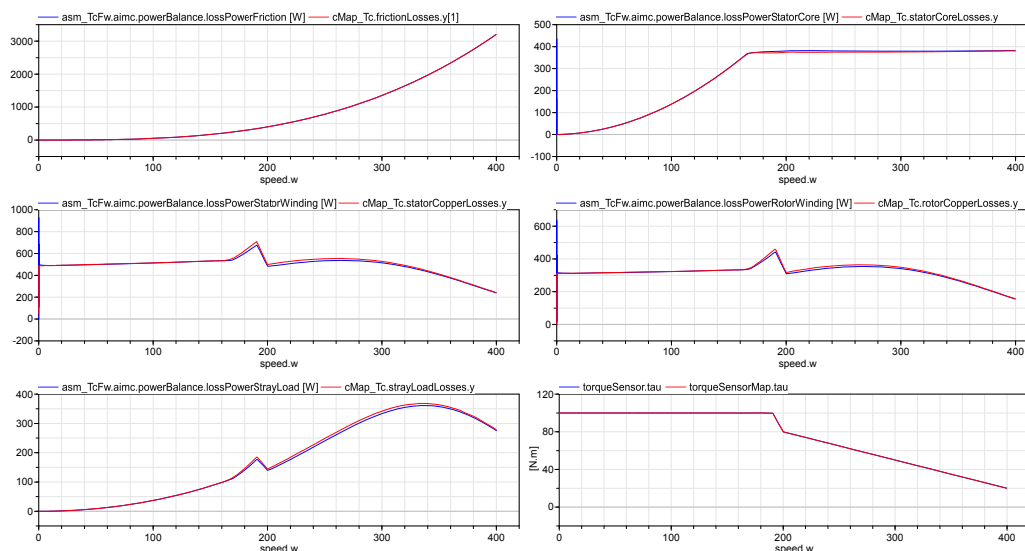 asm_TcFw.aimc.powerBalance.lossPowerFriction [W] cMap_Tc.frictionLosses.y[1]
3000
2000
1000
0
0 100 200 300 400
speed.w
asm_TcFw.aimc.powerBalance.lossPowerStatorCore [W] cMap_Tc.statorCoreLosses.y
500
400
300
200
100
0
-100
0 100 200 300 400
speed.w
asm_TcFw.aimc.powerBalance.lossPowerStatorWinding [W] cMap_Tc.statorCopperLosses.y
1000
800
600
400
200
0
-200
0 100 200 300 400
speed.w
asm_TcFw.aimc.powerBalance.lossPowerRotorWinding [W] cMap_Tc.rotorCopperLosses.y
600
400
200
0
0 100 200 300 400
speed.w
asm_TcFw.aimc.powerBalance.lossPowerStrayLoad [W] cMap_Tc.strayLoadLosses.y
400
300
200
100
0
0 100 200 300 400
speed.w
torqueSensor.tau torqueSensorMap.tau
120
80
40
0
[N.m]
0 100 200 300 400
speed.w